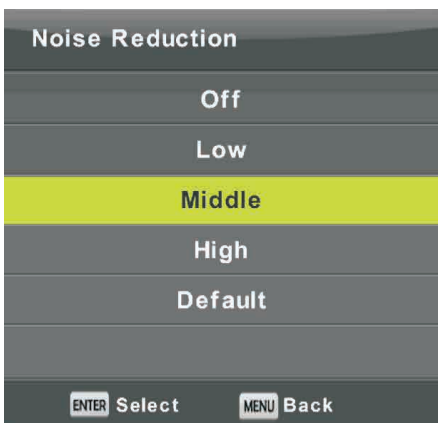 Noise Reduction
Off
Low
Middle
High
Default
ENTER Select MENU Back